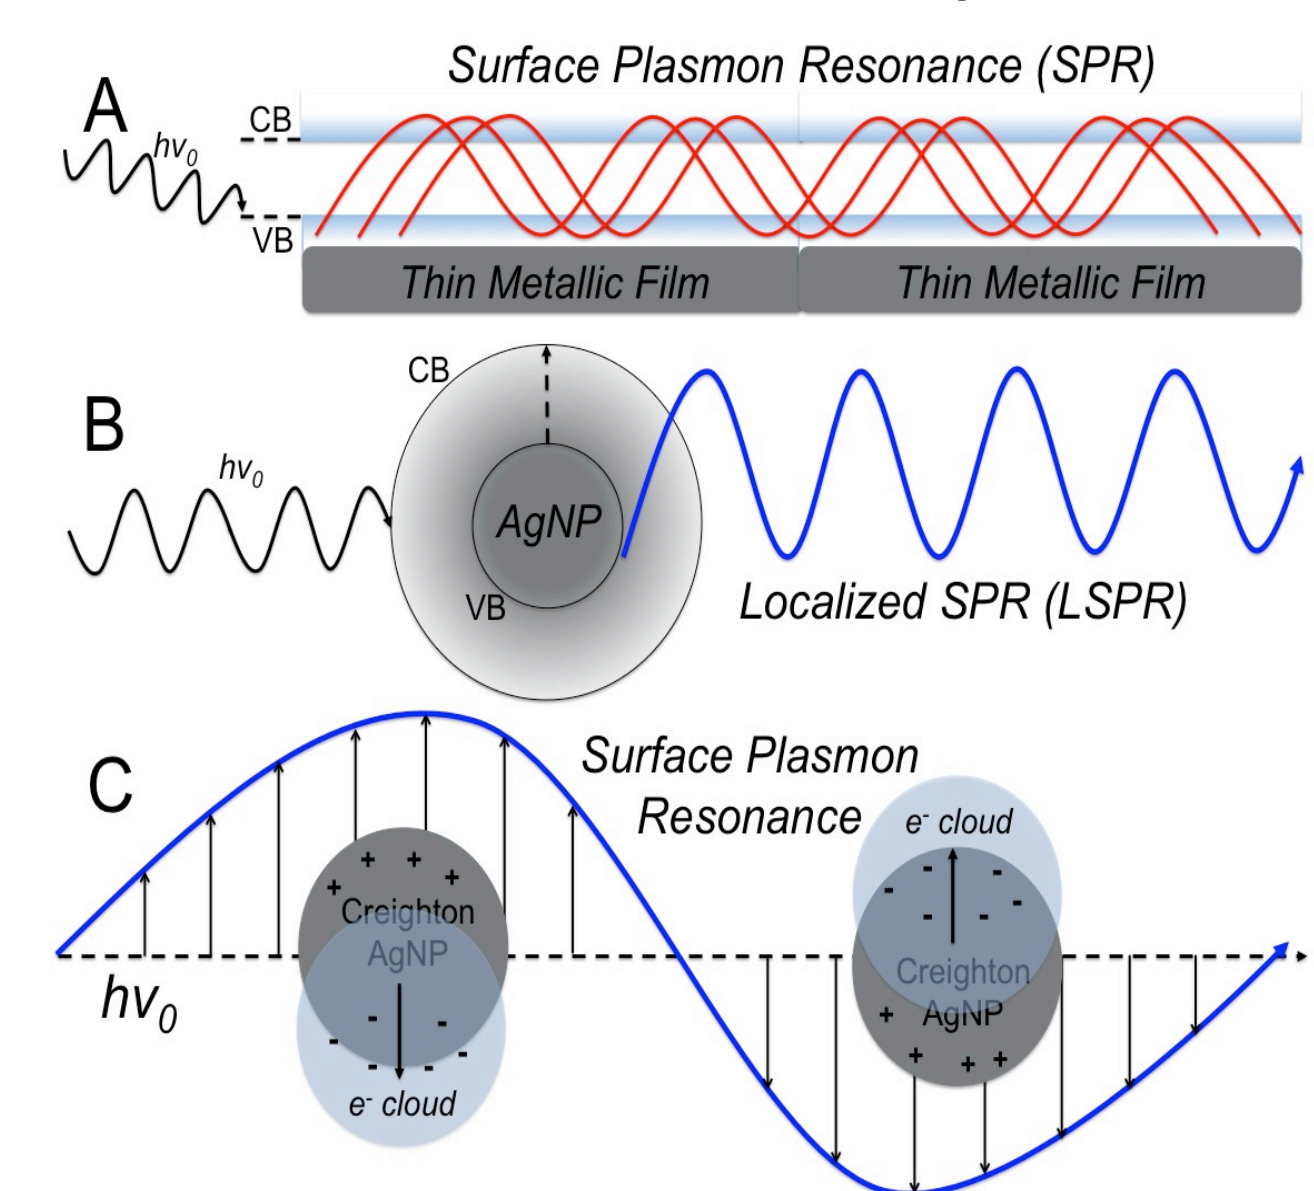 Surface Plasmon Resonance (SPR)
A
CB
hv₀
VB
Thin Metallic Film
Thin Metallic Film
CB
B
hv₀
AgNP
VB
Localized SPR (LSPR)
C
Surface Plasmon
Resonance
e⁻ cloud
- - - - - -
+ + + +
Creighton
AgNP
hv₀
- - - - - -
e⁻ cloud
Creighton
AgNP
+ + + +